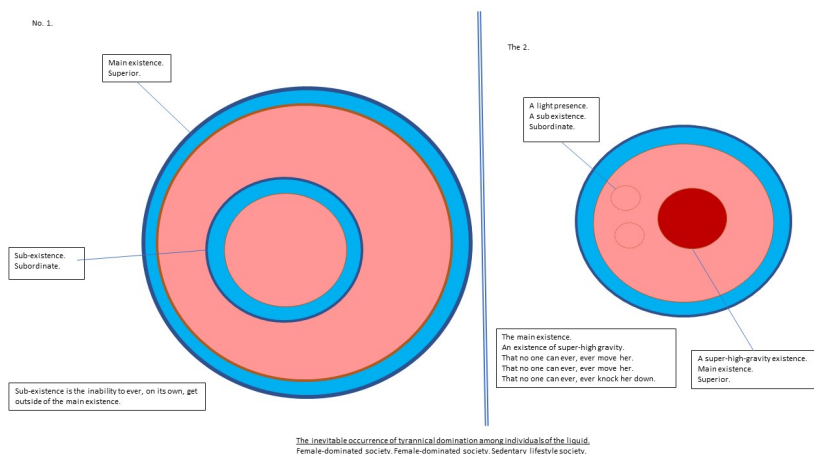 No. 1.
Main existence.
Superior.
Sub-existence.
Subordinate.
Sub-existence is the inability to ever, on its own, get
outside of the main existence.
The 2.
A light presence.
A sub existence.
Subordinate.
The main existence.
An existence of super-high gravity.
That no one can ever, ever move her.
That no one can ever, ever move her.
That no one can ever, ever knock her down.
A super-high-gravity existence.
Main existence.
Superior.
The inevitable occurrence of tyrannical domination among individuals of the liquid.
Female-dominated society. Female-dominated society. Sedentary lifestyle society.